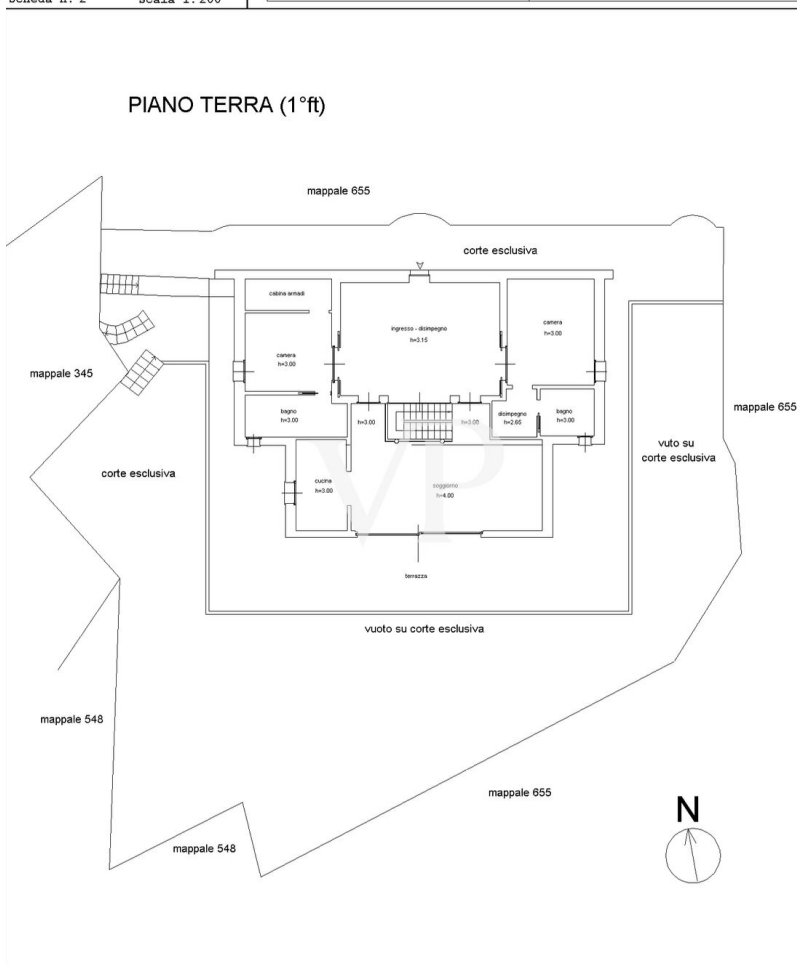 Scheda n. 2 Scala 1:200
PIANO TERRA (1°ft)
mappale 655
corte esclusiva
cabina armadi
ingresso - disimpegno
h=3.15
camera
h=3.00
camera
h=3.00
mappale 345
mappale 655
bagno
h=3.00
h=3.00
h=3.00
disimpegno
h=2.65
bagno
h=3.00
vuto su
corte esclusiva
corte esclusiva
cucina
h=3.00
soggiorno
h=4.00
VP
terrazza
vuoto su corte esclusiva
mappale 548
mappale 655
mappale 548
N